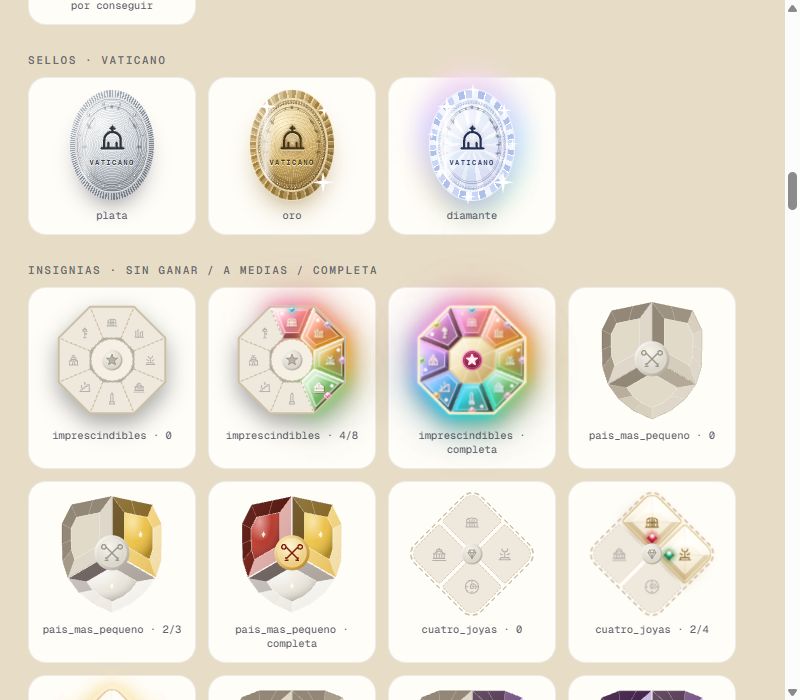 por conseguir
SELLOS · VATICANO
VATICANO
VATICANO
VATICANO
plata
oro
diamante
INSIGNIAS · SIN GANAR / A MEDIAS / COMPLETA
imprescindibles · 0
imprescindibles · 4/8
imprescindibles ·
completa
pais_mas_pequeno · 0
pais_mas_pequeno · 2/3
pais_mas_pequeno ·
completa
cuatro_joyas · 0
cuatro_joyas · 2/4